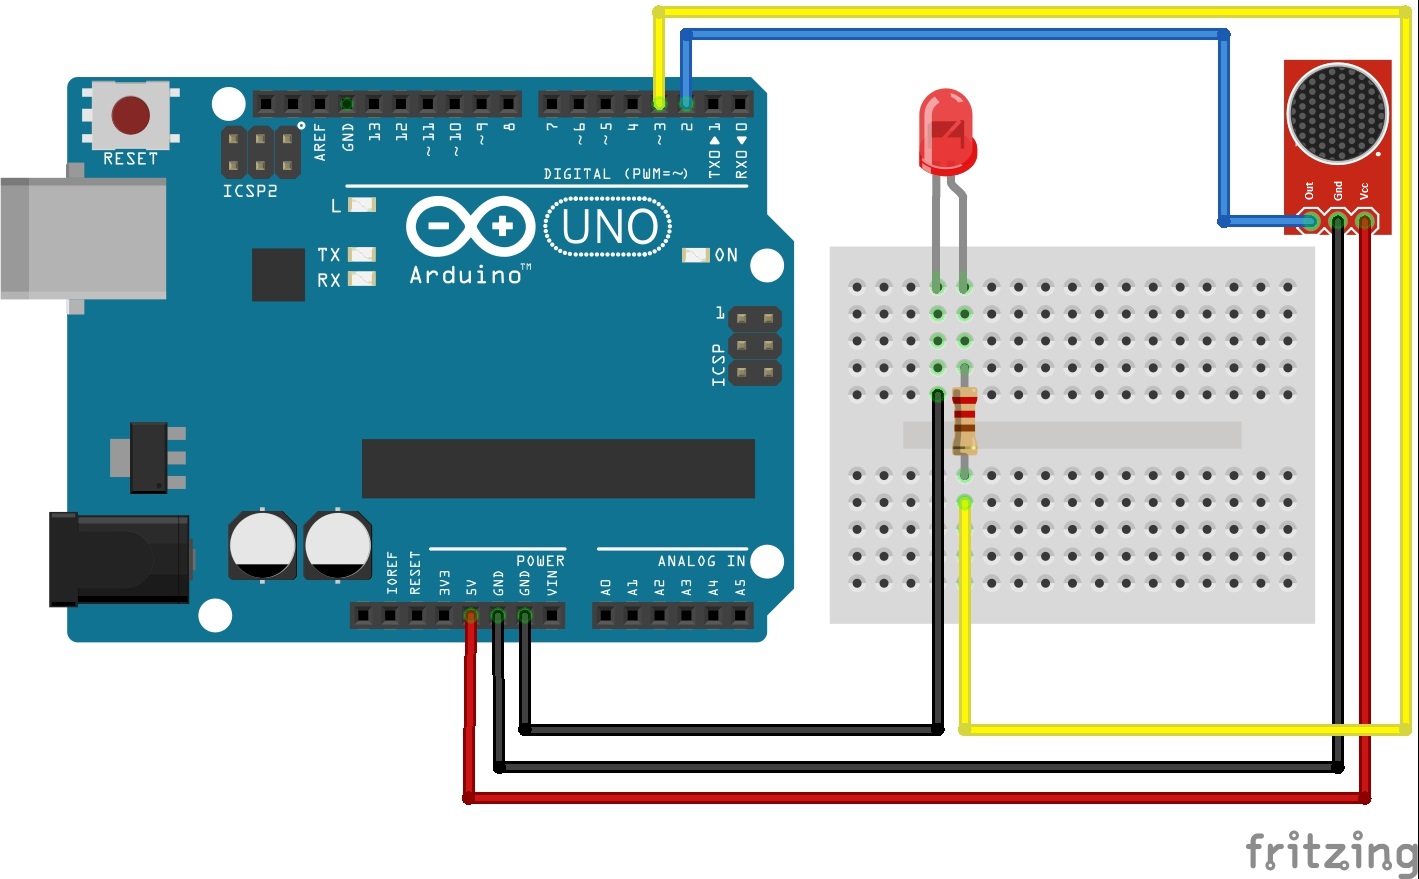 RESET
ICSP2
AREF
GND
13
12
~11
~10
~9
8
7
~6
~5
4
~3
2
TX0▶1
RX0◀0
DIGITAL (PWM=~)
L
TX
RX
Arduino™
UNO
ON
1
ICSP
IOREF
RESET
3V3
5V
GND
GND
VIN
POWER
ANALOG IN
A0
A1
A2
A3
A4
A5
Out
Gnd
Vcc
fritzing